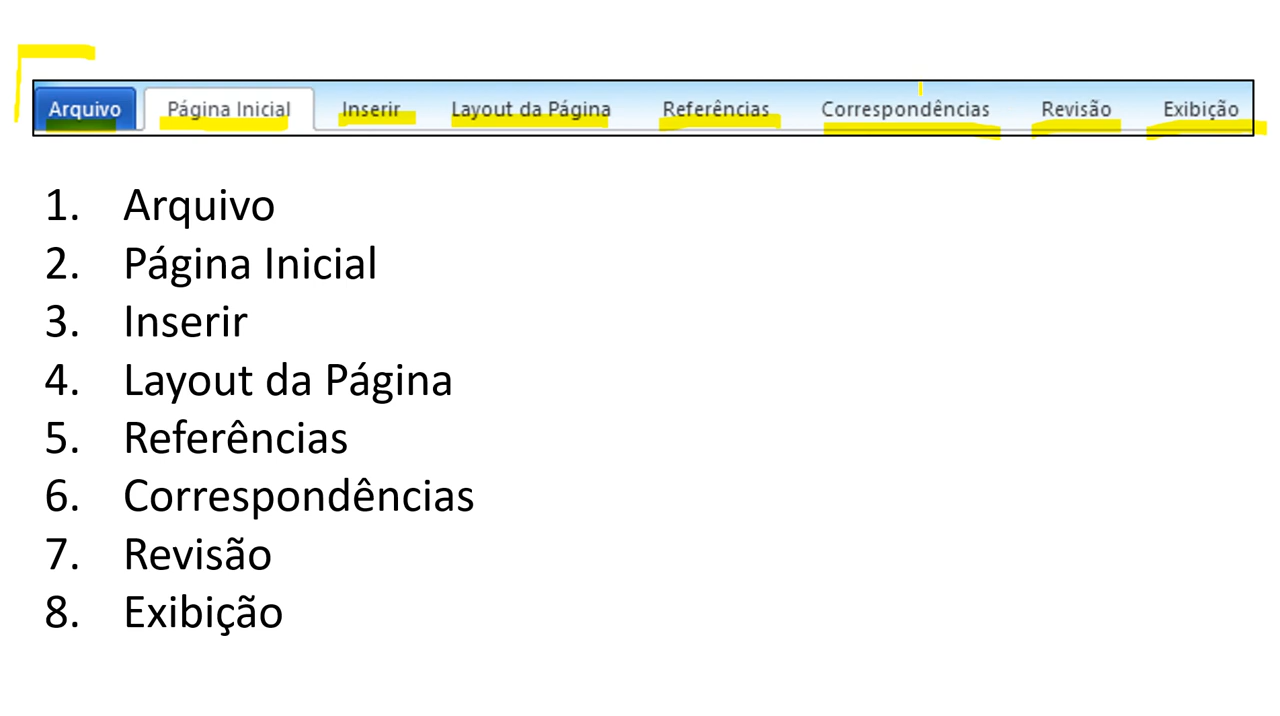 Arquivo Página Inicial Inserir Layout da Página Referências Correspondências Revisão Exibição
1. Arquivo
2. Página Inicial
3. Inserir
4. Layout da Página
5. Referências
6. Correspondências
7. Revisão
8. Exibição